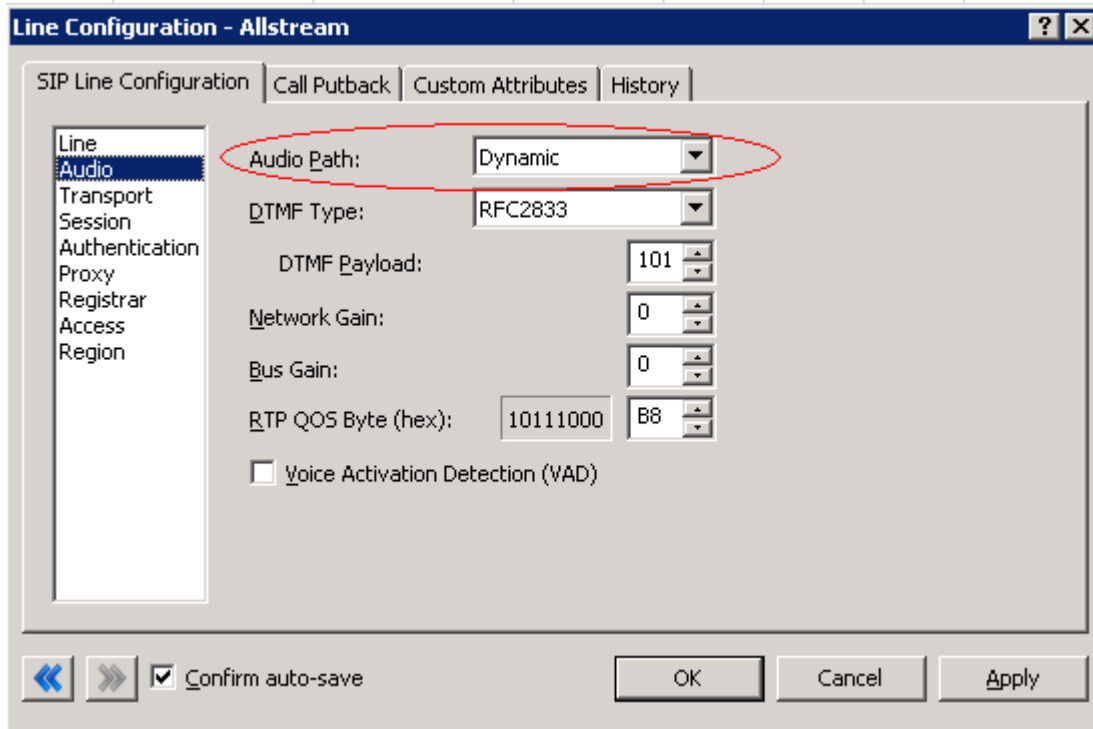 Line Configuration - Allstream
SIP Line Configuration
Call Putback
Custom Attributes
History
Line
Audio
Transport
Session
Authentication
Proxy
Registrar
Access
Region
Audio Path: Dynamic
DTMF Type: RFC2833
DTMF Payload: 101
Network Gain: 0
Bus Gain: 0
RTP QOS Byte (hex): 10111000 B8
Voice Activation Detection (VAD)
Confirm auto-save
OK
Cancel
Apply